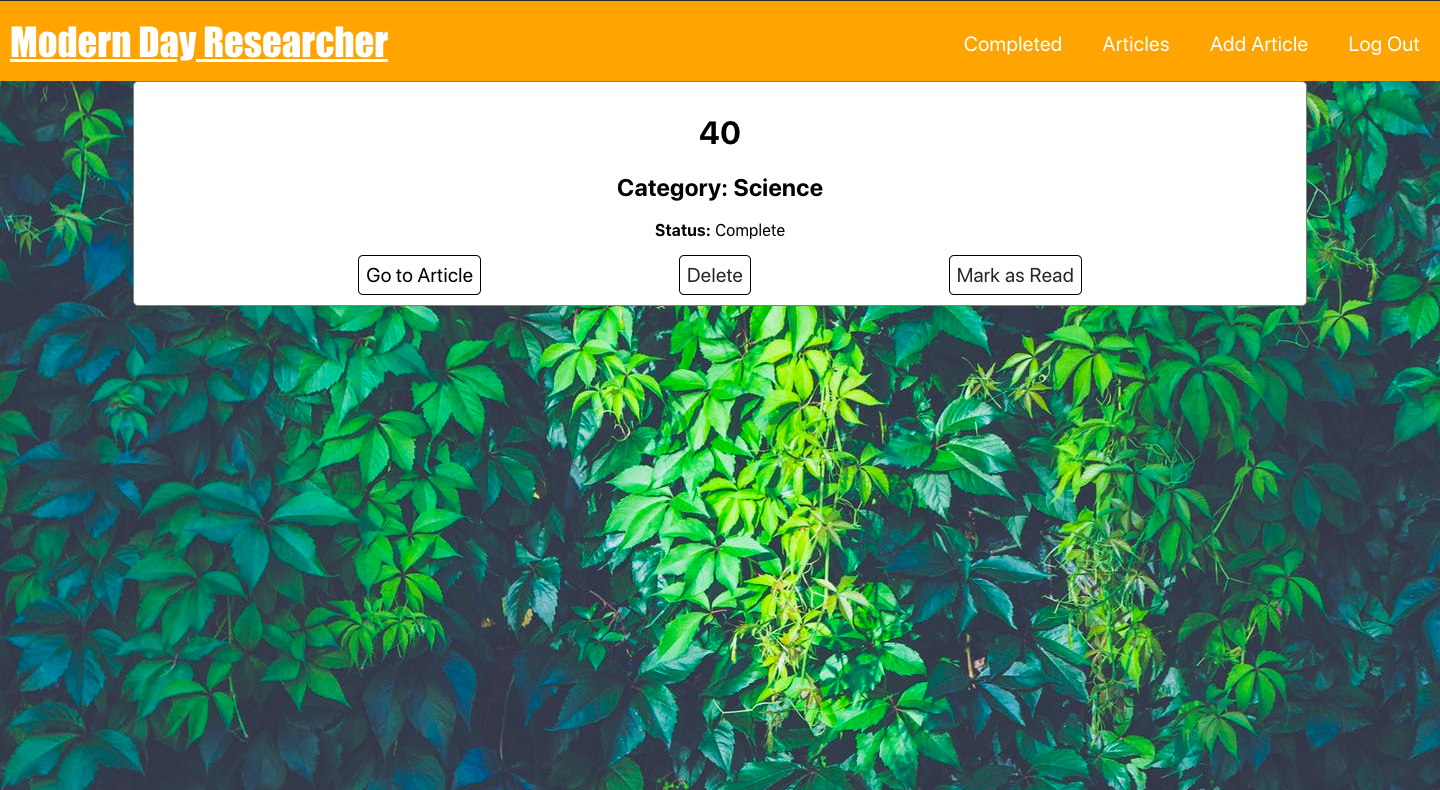 Modern Day Researcher Completed Articles Add Article Log Out
40
Category: Science
Status: Complete
Go to Article Delete Mark as Read